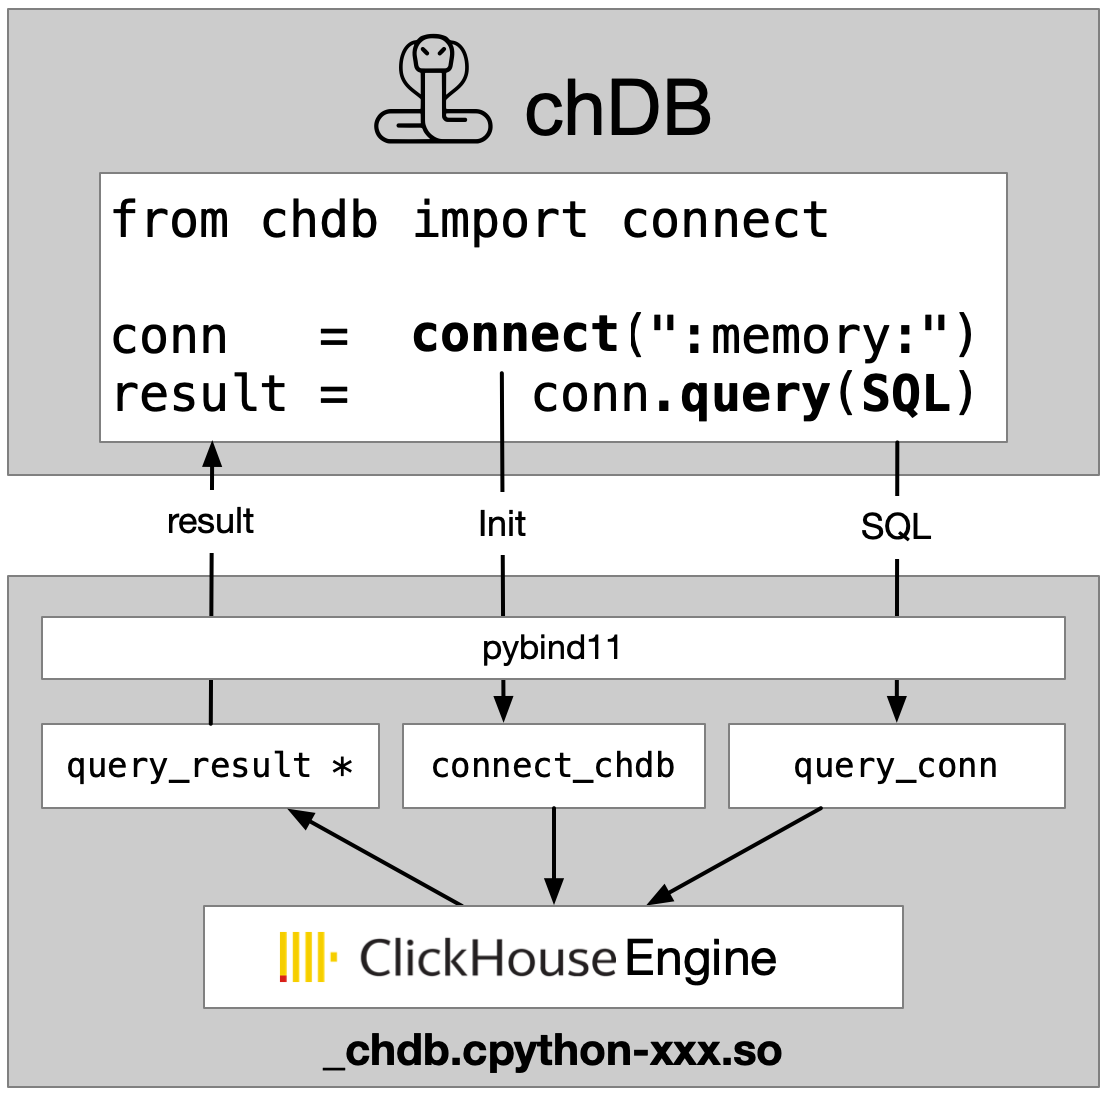 chDB
from chdb import connect
conn   =  connect(":memory:")
result =      conn.query(SQL)
result
Init
SQL
pybind11
query_result *
connect_chdb
query_conn
ClickHouse Engine
_chdb.cpython-xxx.so